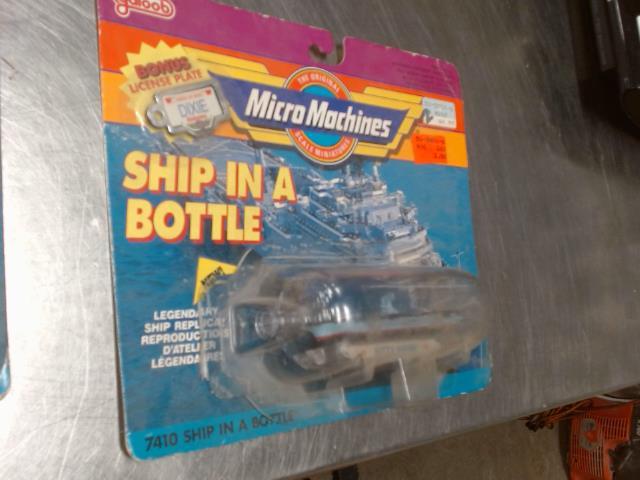 galoob
BONUS
LICENSE PLATE
DIXIE
THE ORIGINAL
Micro Machines
SCALE MINIATURES
SHIP IN A
BOTTLE
LEGENDARY
SHIP REPLICAS
REPRODUCTIONS
D'ATELIER
LÉGENDAIRES
7410 SHIP IN A BOTTLE